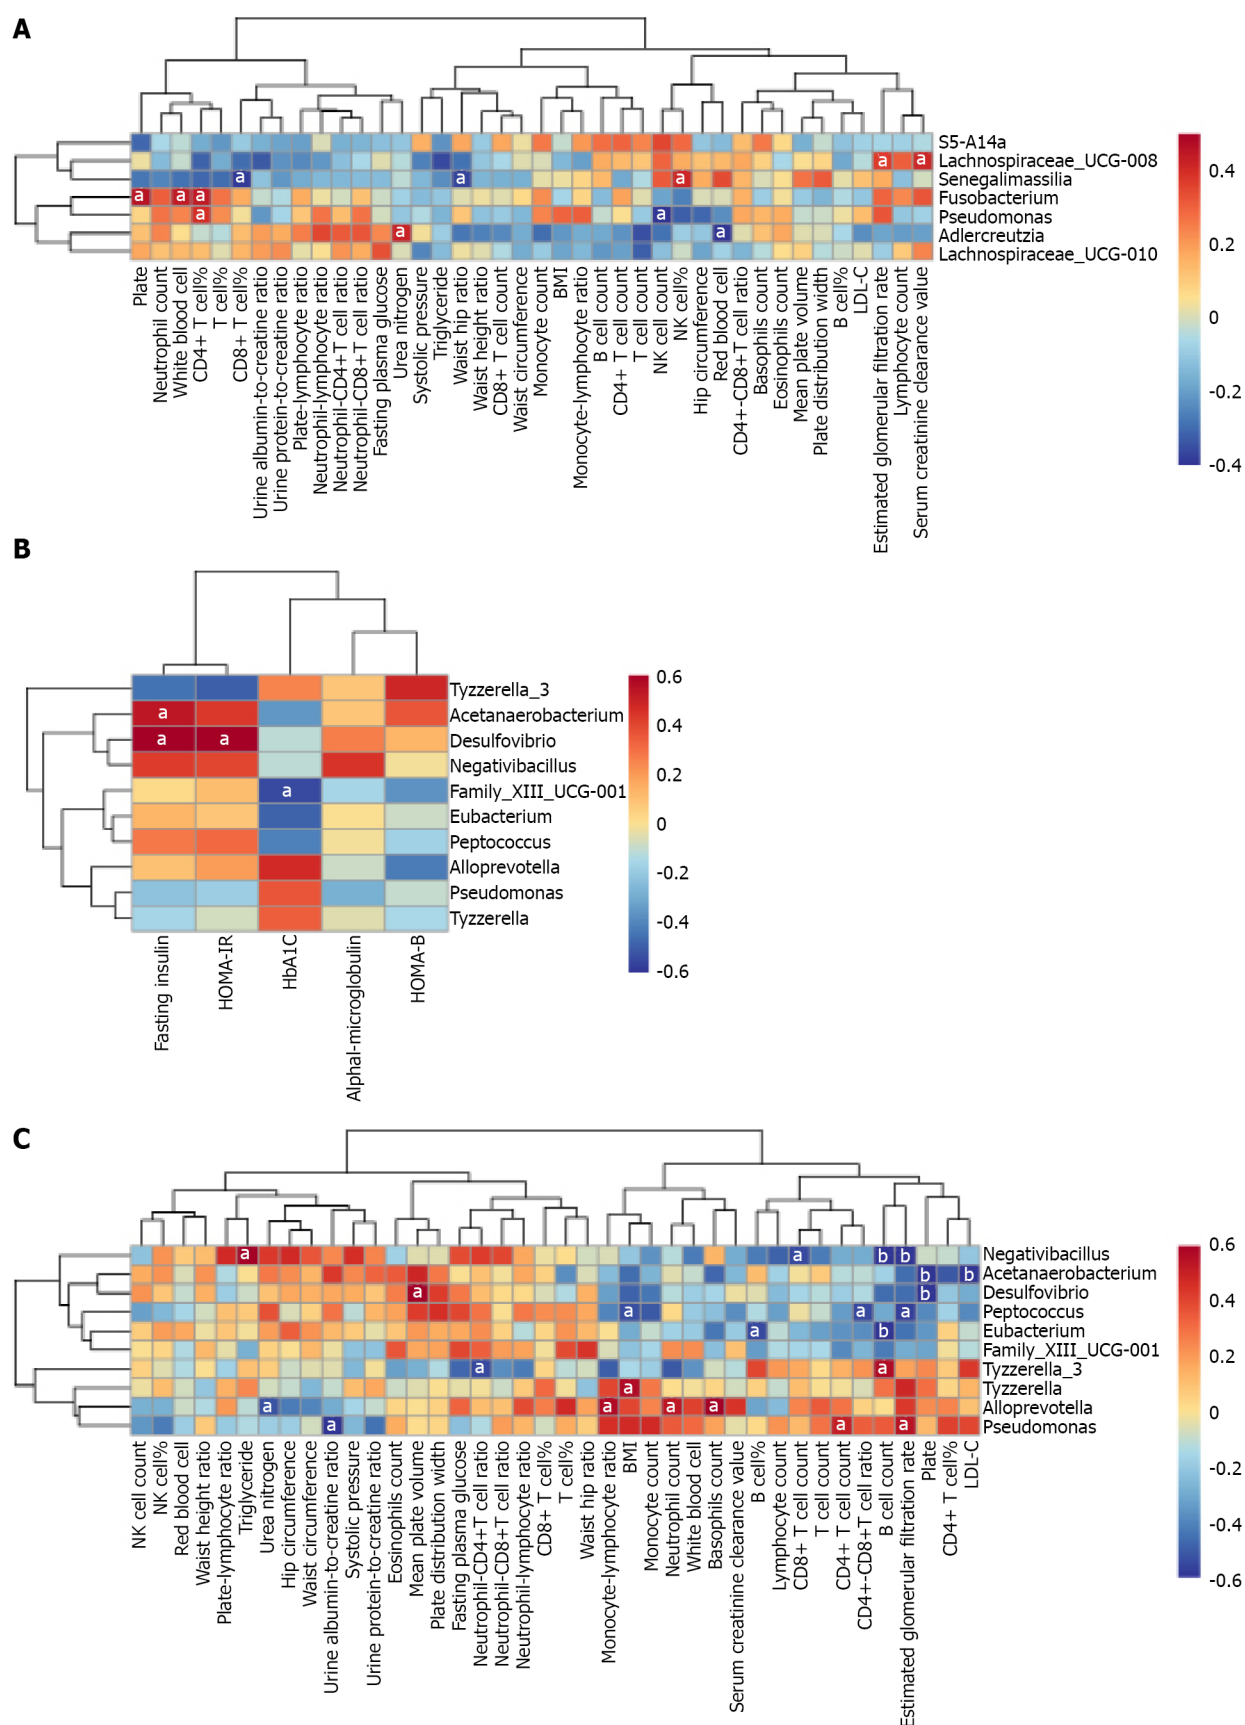 A
a a
a a
a a a
a a
a a
S5-A14a
Lachnospiraceae_UCG-008
Senegalimassilia
Fusobacterium
Pseudomonas
Adlercreutzia
Lachnospiraceae_UCG-010
0.4
0.2
0
-0.2
-0.4
Plate
Neutrophil count
White blood cell
CD4+ T cell%
T cell%
CD8+ T cell%
Urine albumin-to-creatine ratio
Urine protein-to-creatine ratio
Plate-lymphocyte ratio
Neutrophil-lymphocyte ratio
Neutrophil-CD4+T cell ratio
Neutrophil-CD8+T cell ratio
Fasting plasma glucose
Urea nitrogen
Systolic pressure
Triglyceride
Waist hip ratio
Waist height ratio
CD8+ T cell count
Waist circumference
Monocyte count
BMI
Monocyte-lymphocyte ratio
B cell count
CD4+ T cell count
T cell count
NK cell count
NK cell%
Hip circumference
Red blood cell
CD4+-CD8+T cell ratio
Basophils count
Eosinophils count
Mean plate volume
Plate distribution width
B cell%
LDL-C
Estimated glomerular filtration rate
Lymphocyte count
Serum creatinine clearance value
B
a
a a
a
Tyzzerella_3
Acetanaerobacterium
Desulfovibrio
Negativibacillus
Family_XIII_UCG-001
Eubacterium
Peptococcus
Alloprevotella
Pseudomonas
Tyzzerella
0.6
0.4
0.2
0
-0.2
-0.4
-0.6
Fasting insulin
HOMA-IR
HbA1C
Alphal-microglobulin
HOMA-B
C
a a b b
b b
a b
a a a
a b
a a
a
a a a a
a a a
Negativibacillus
Acetanaerobacterium
Desulfovibrio
Peptococcus
Eubacterium
Family_XIII_UCG-001
Tyzzerella_3
Tyzzerella
Alloprevotella
Pseudomonas
0.6
0.4
0.2
0
-0.2
-0.4
-0.6
NK cell count
NK cell%
Red blood cell
Waist height ratio
Plate-lymphocyte ratio
Triglyceride
Urea nitrogen
Hip circumference
Waist circumference
Urine albumin-to-creatine ratio
Systolic pressure
Urine protein-to-creatine ratio
Eosinophils count
Mean plate volume
Plate distribution width
Fasting plasma glucose
Neutrophil-CD4+T cell ratio
Neutrophil-CD8+T cell ratio
Neutrophil-lymphocyte ratio
CD8+ T cell%
T cell%
Waist hip ratio
Monocyte-lymphocyte ratio
BMI
Monocyte count
Neutrophil count
White blood cell
Basophils count
Serum creatinine clearance value
B cell%
Lymphocyte count
CD8+ T cell count
T cell count
CD4+ T cell count
CD4+-CD8+T cell ratio
B cell count
Estimated glomerular filtration rate
Plate
CD4+ T cell%
LDL-C